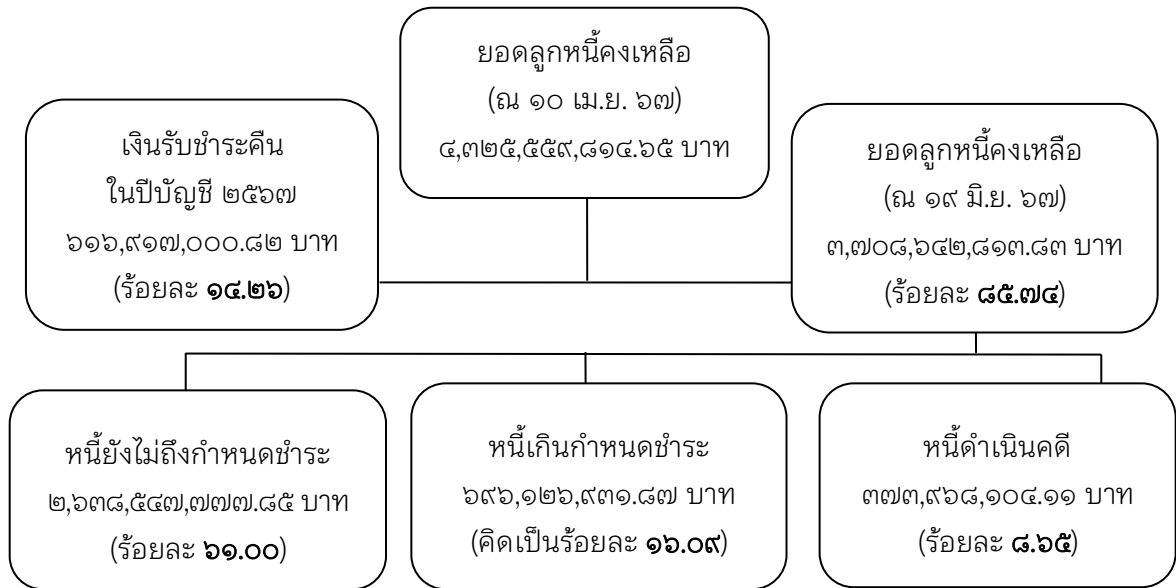 ยอดลูกหนี้คงเหลือ
(ณ ๑๐ เม.ย. ๖๗)
๔,๓๒๕,๕๕๙,๘๑๔.๖๕ บาท
เงินรับชำระคืน
ในปีบัญชี ๒๕๖๗
๖๑๖,๙๑๗,๐๐๐.๘๒ บาท
(ร้อยละ ๑๔.๒๖)
ยอดลูกหนี้คงเหลือ
(ณ ๑๙ มิ.ย. ๖๗)
๓,๗๐๘,๖๔๒,๘๑๓.๘๓ บาท
(ร้อยละ ๘๕.๗๔)
หนี้ยังไม่ถึงกำหนดชำระ
๒,๖๓๘,๕๔๗,๗๗๗.๘๕ บาท
(ร้อยละ ๖๑.๐๐)
หนี้เกินกำหนดชำระ
๖๙๖,๑๒๖,๙๓๑.๘๗ บาท
(คิดเป็นร้อยละ ๑๖.๐๙)
หนี้ดำเนินคดี
๓๗๓,๙๖๘,๑๐๔.๑๑ บาท
(ร้อยละ ๘.๖๕)